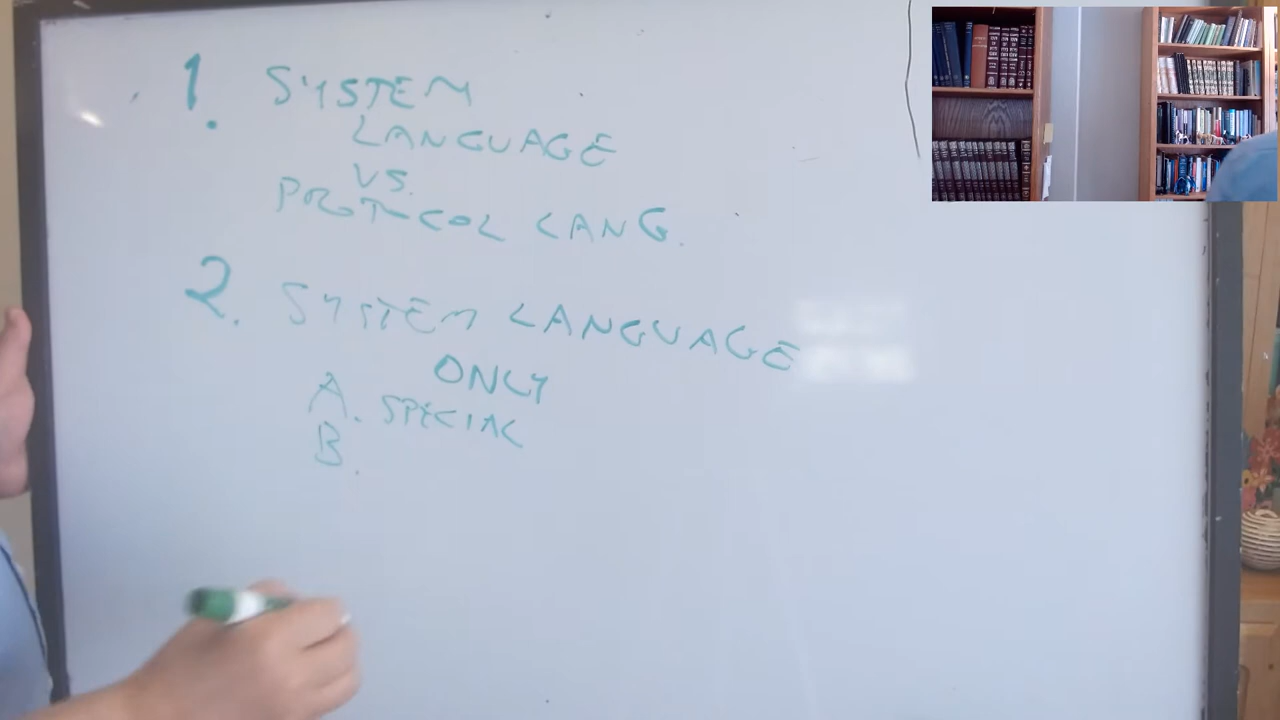 1. SYSTEM
LANGUAGE
VS.
PROTOCOL LANG.
2. SYSTEM LANGUAGE
ONLY
A. SPECIAL
B.